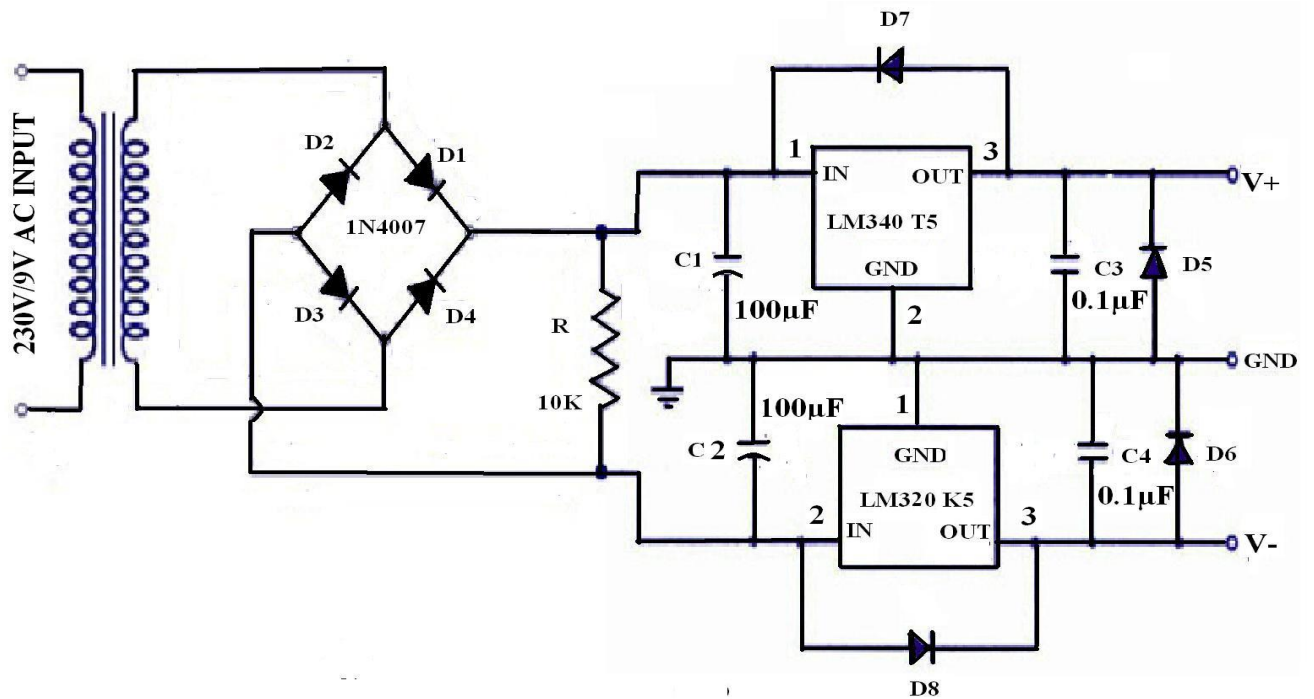 D7
230V/9V AC INPUT
D2
D1
1N4007
D3
D4
R
10K
1
3
IN
OUT
LM340 T5
GND
2
C1
100µF
C3
0.1µF
D5
V+
GND
100µF
C 2
1
GND
LM320 K5
2
IN
OUT
3
C4
0.1µF
D6
V-
D8